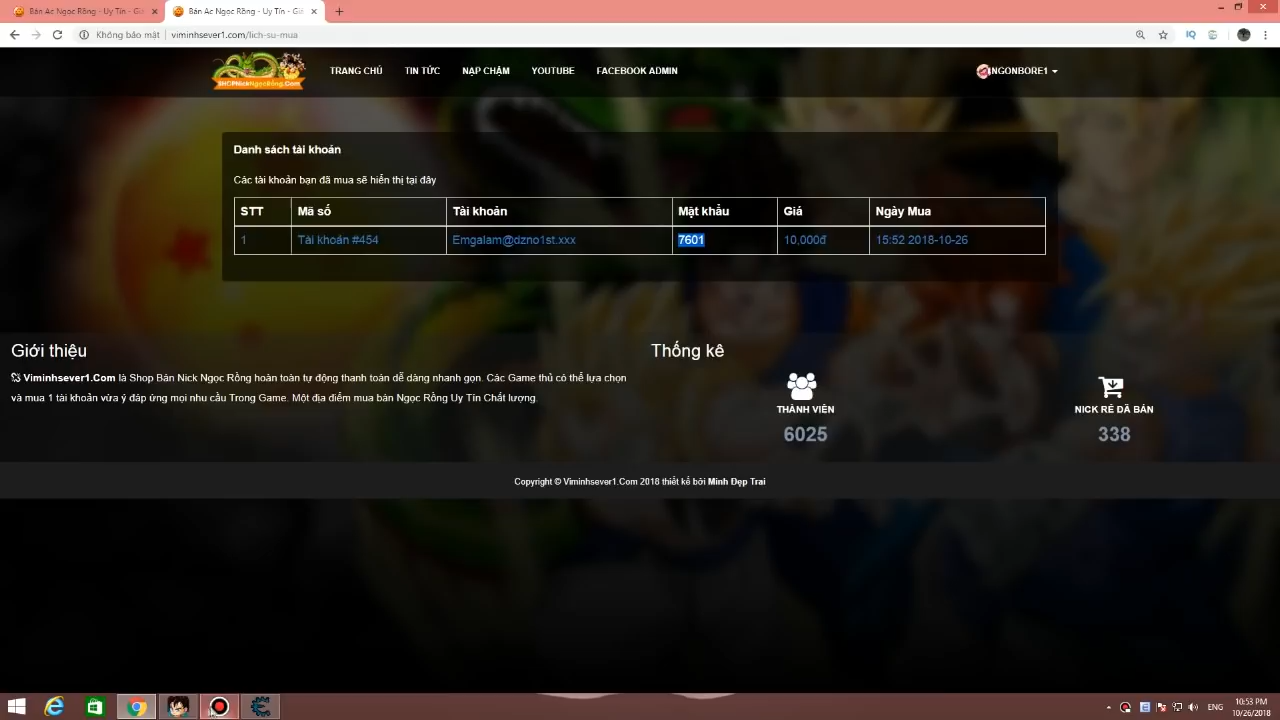 Bán Ac Ngọc Rồng - Uy Tín - Giá
Bán Ac Ngọc Rồng - Uy Tín - Giá
Không bảo mật | viminhsever1.com/lich-su-mua
SHOPNickNgọcRồng.Com
TRANG CHỦ
TIN TỨC
NẠP CHẬM
YOUTUBE
FACEBOOK ADMIN
NGONBORE1
Danh sách tài khoản
Các tài khoản bạn đã mua sẽ hiển thị tại đây
STT Mã số Tài khoản Mật khẩu Giá Ngày Mua
1 Tài khoản #454 Emgalam@dzno1st.xxx 7601 10,000đ 15:52 2018-10-26
Giới thiệu
Viminhsever1.Com là Shop Bán Nick Ngọc Rồng hoàn toàn tự động thanh toán dễ dàng nhanh gọn. Các Game thủ có thể lựa chọn
và mua 1 tài khoản vừa ý đáp ứng mọi nhu cầu Trong Game. Một địa điểm mua bán Ngọc Rồng Uy Tín Chất lượng.
Thống kê
THÀNH VIÊN
6025
NICK RẺ ĐÃ BÁN
338
Copyright © Viminhsever1.Com 2018 thiết kế bởi Minh Đẹp Trai
ENG
10:53 PM
10/26/2018